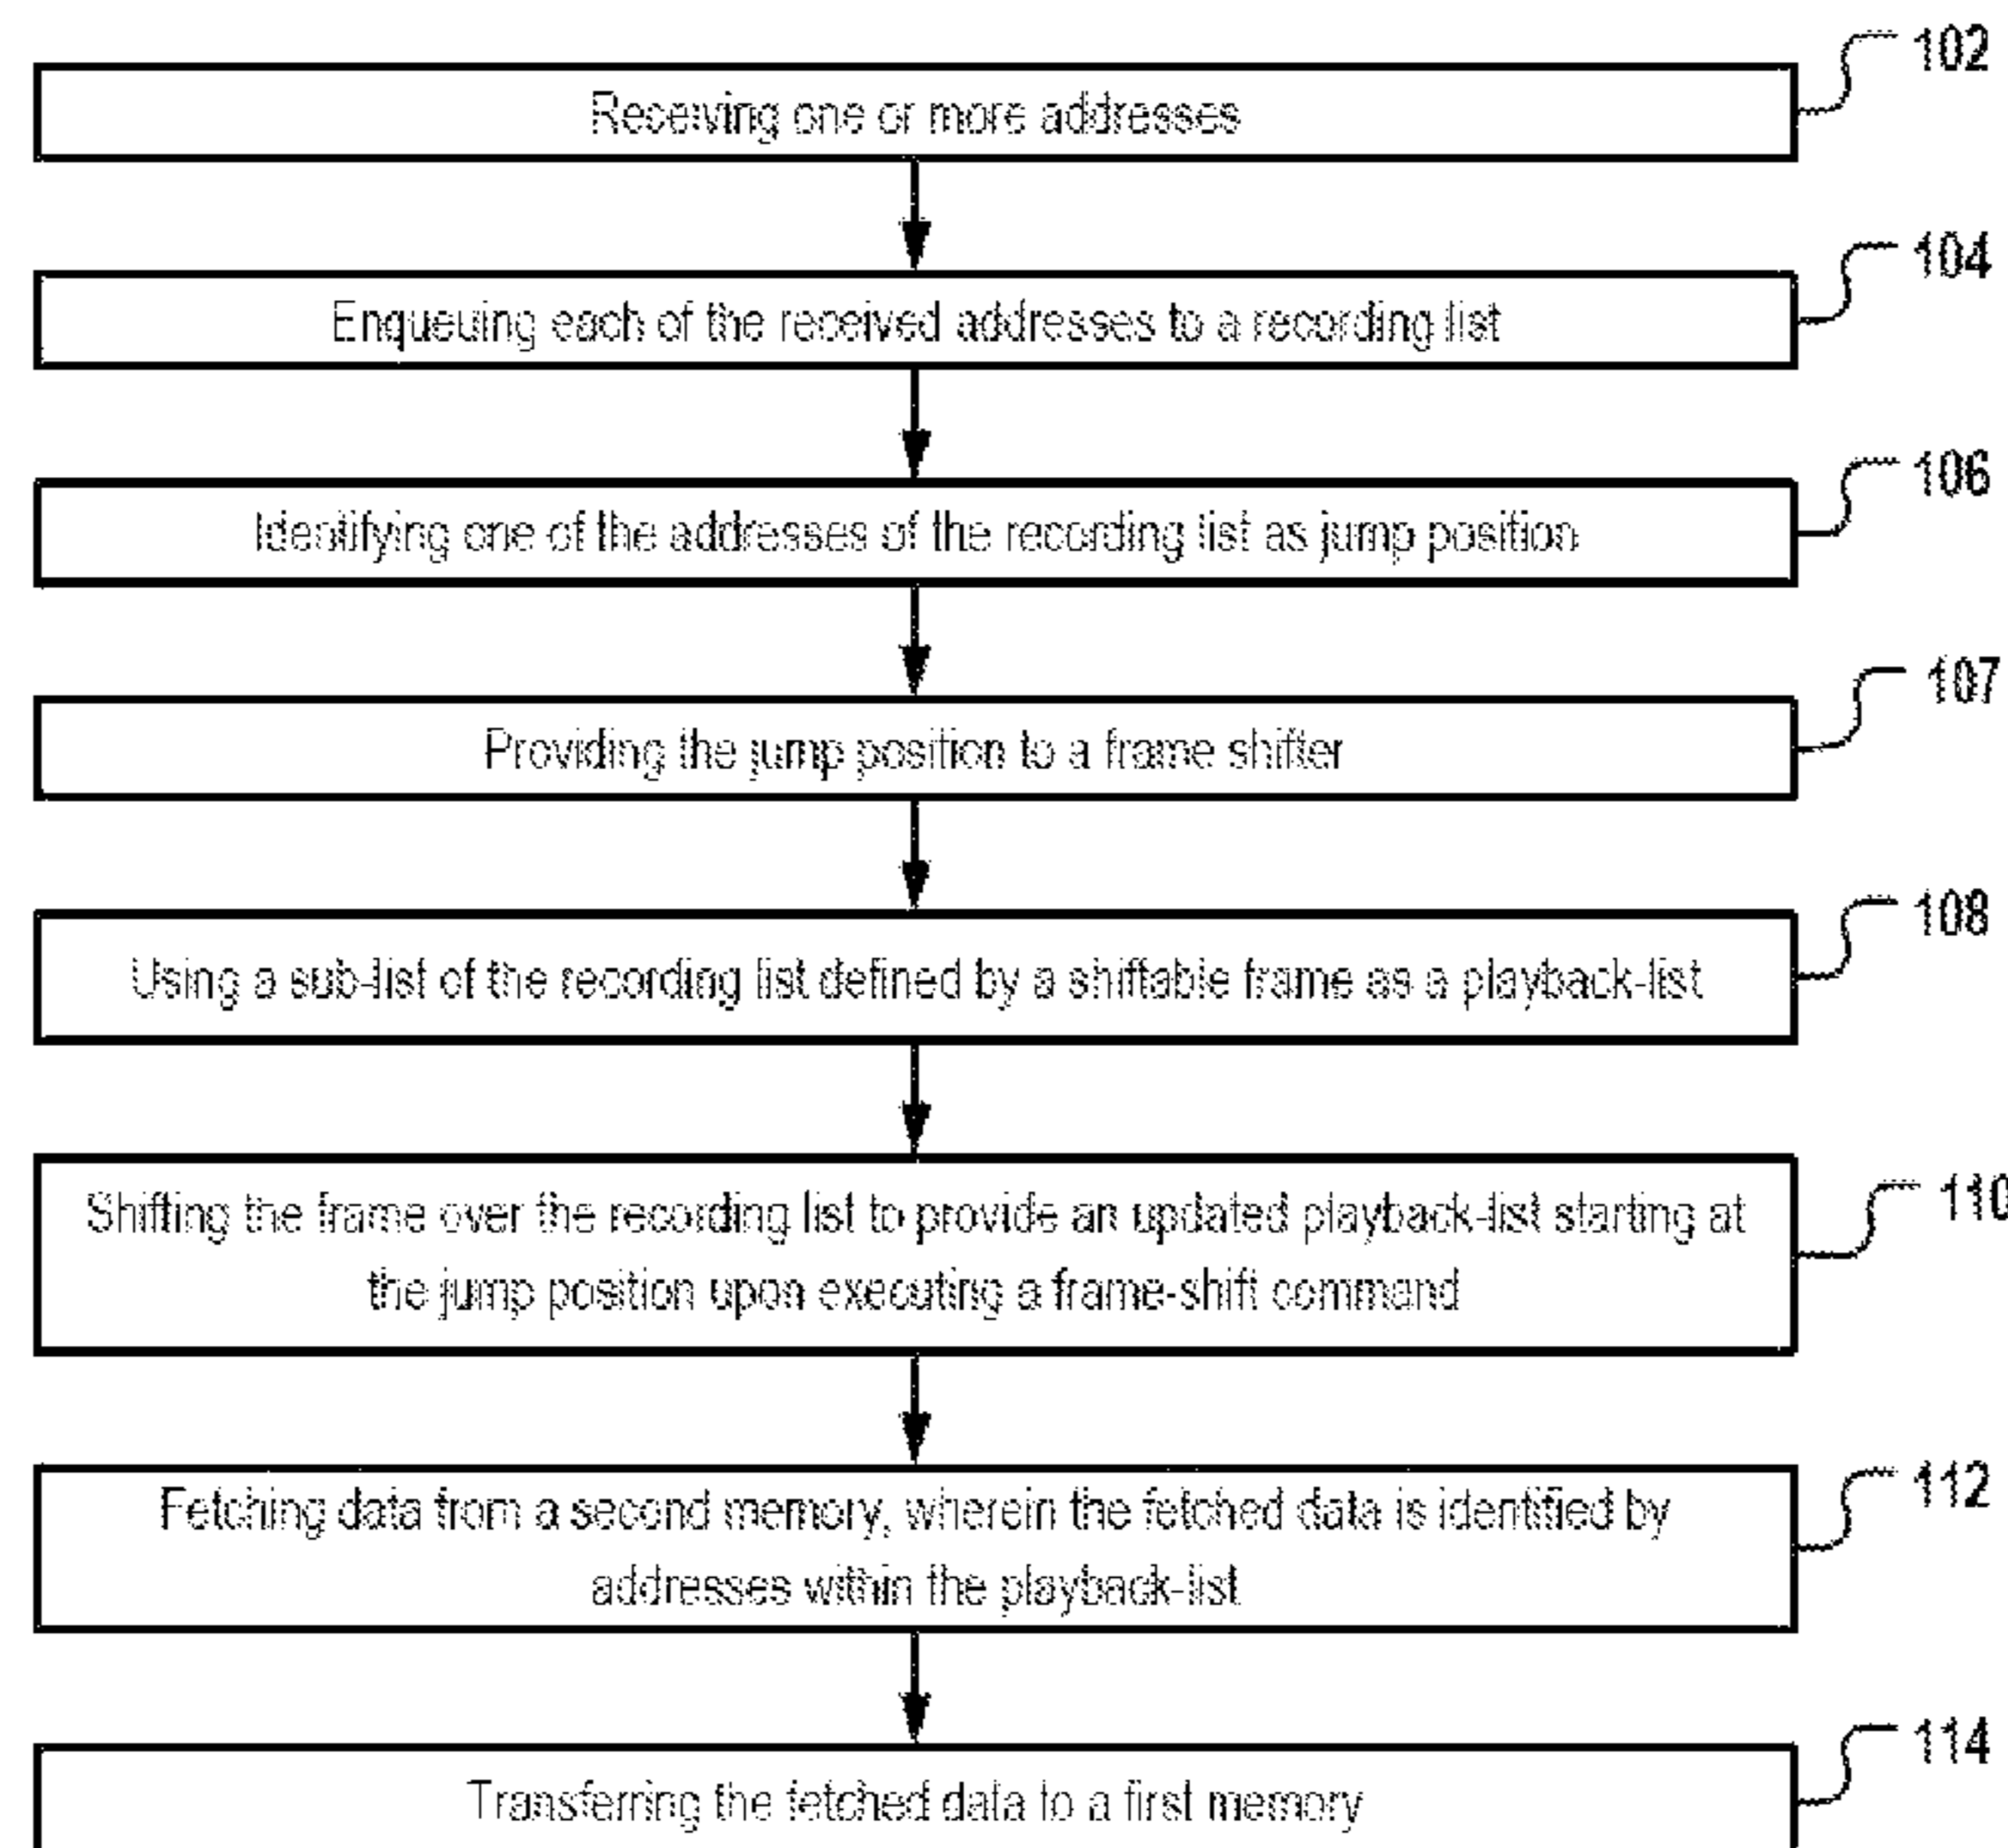 102
Receiving one or more addresses
104
Enqueuing each of the received addresses to a recording list
106
Identifying one of the addresses of the recording list as jump position
107
Providing the jump position to a frame shifter
108
Using a sub-list of the recording list defined by a shiftable frame as a playback-list
110
Shifting the frame over the recording list to provide an updated playback-list starting at
the jump position upon executing a frame-shift command
112
Fetching data from a second memory, wherein the fetched data is identified by
addresses within the playback-list
114
Transferring the fetched data to a first memory